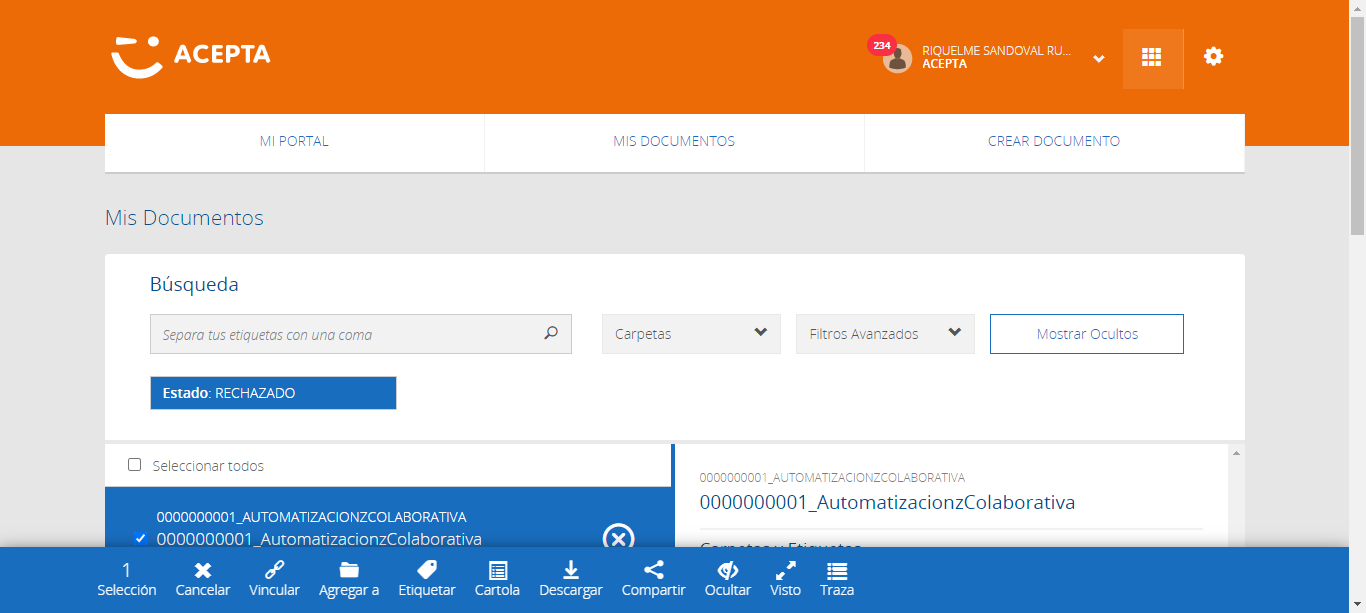 ACEPTA
234
RIQUELME SANDOVAL RU...
ACEPTA
MI PORTAL
MIS DOCUMENTOS
CREAR DOCUMENTO
Mis Documentos
Búsqueda
Separa tus etiquetas con una coma
Carpetas
Filtros Avanzados
Mostrar Ocultos
Estado: RECHAZADO
Seleccionar todos
0000000001_AUTOMATIZACIONZCOLABORATIVA
0000000001_AutomatizacionzColaborativa
0000000001_AUTOMATIZACIONZCOLABORATIVA
0000000001_AutomatizacionzColaborativa
Carpetas y Etiquetas
1
Selección
Cancelar
Vincular
Agregar a
Etiquetar
Cartola
Descargar
Compartir
Ocultar
Visto
Traza